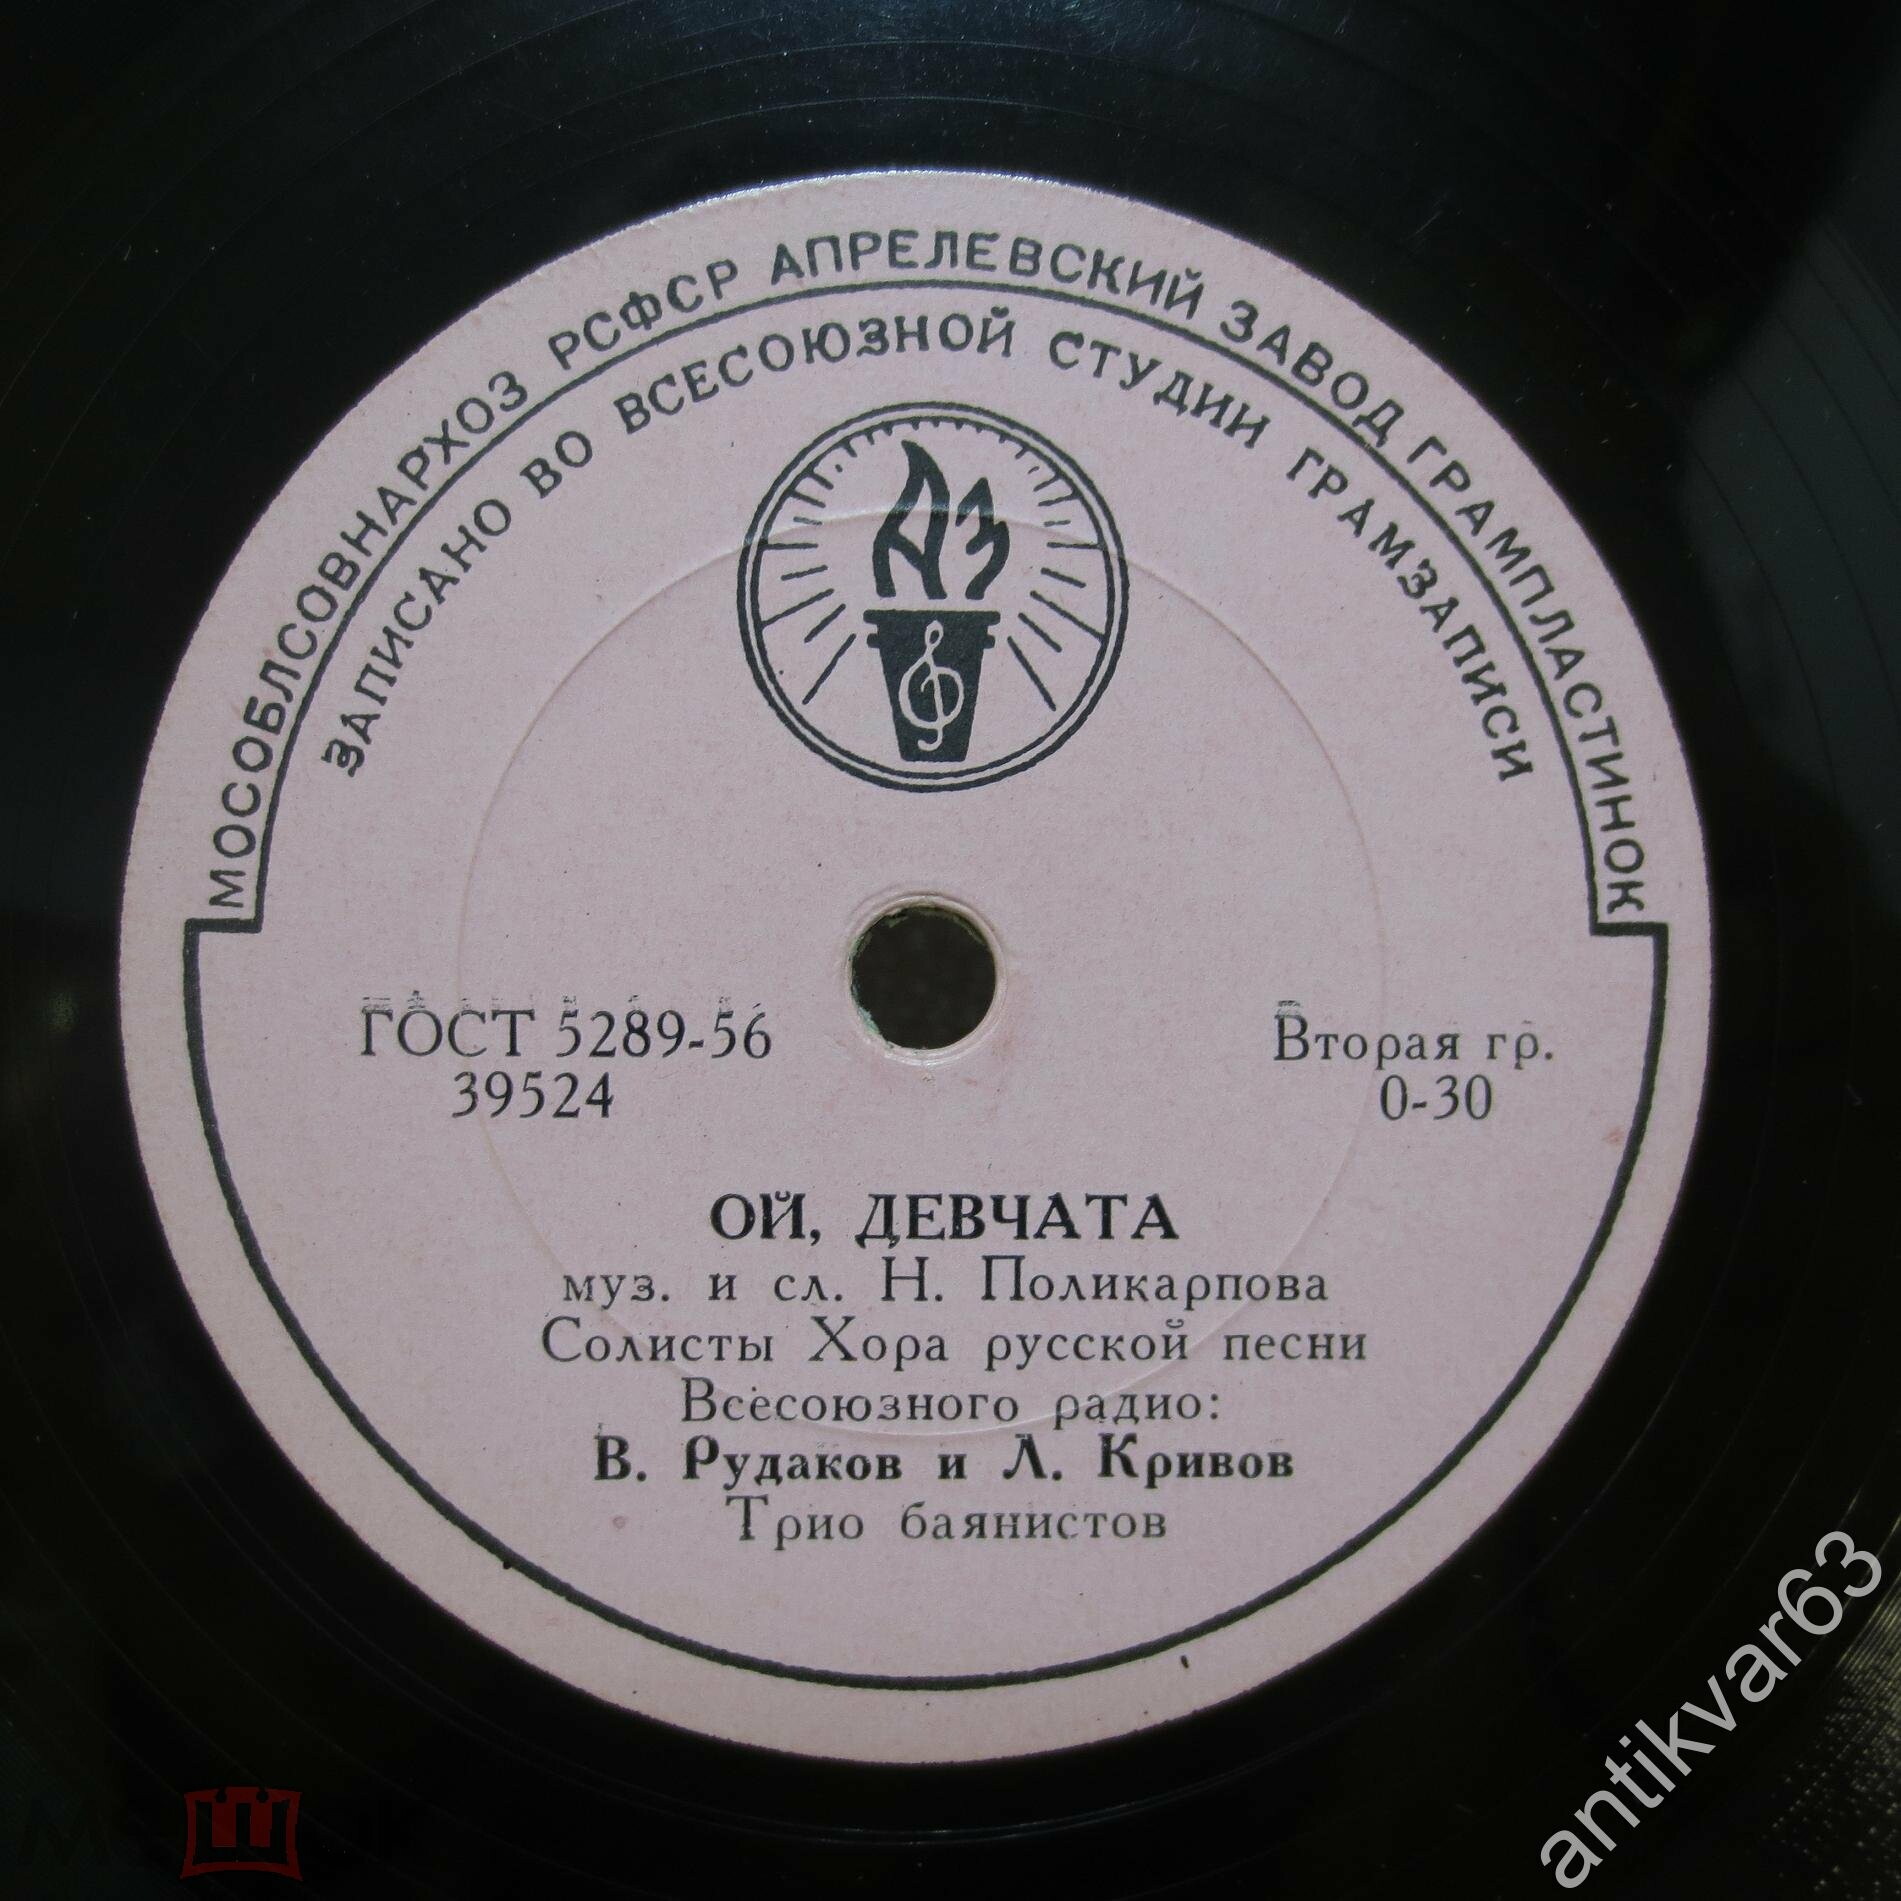 МОСОБЛСОВНАРХОЗ РСФСР АПРЕЛЕВСКИЙ ЗАВОД ГРАМПЛАСТИНОК
ЗАПИСАНО ВО ВСЕСОЮЗНОЙ СТУДИИ ГРАМЗАПИСИ
АЗ
ГОСТ 5289-56
39524
Вторая гр.
0-30
ОЙ, ДЕВЧАТА
муз. и сл. Н. Поликарпова
Солисты Хора русской песни
Всесоюзного радио:
В. Рудаков и Л. Кривов
Трио баянистов
antikvar63